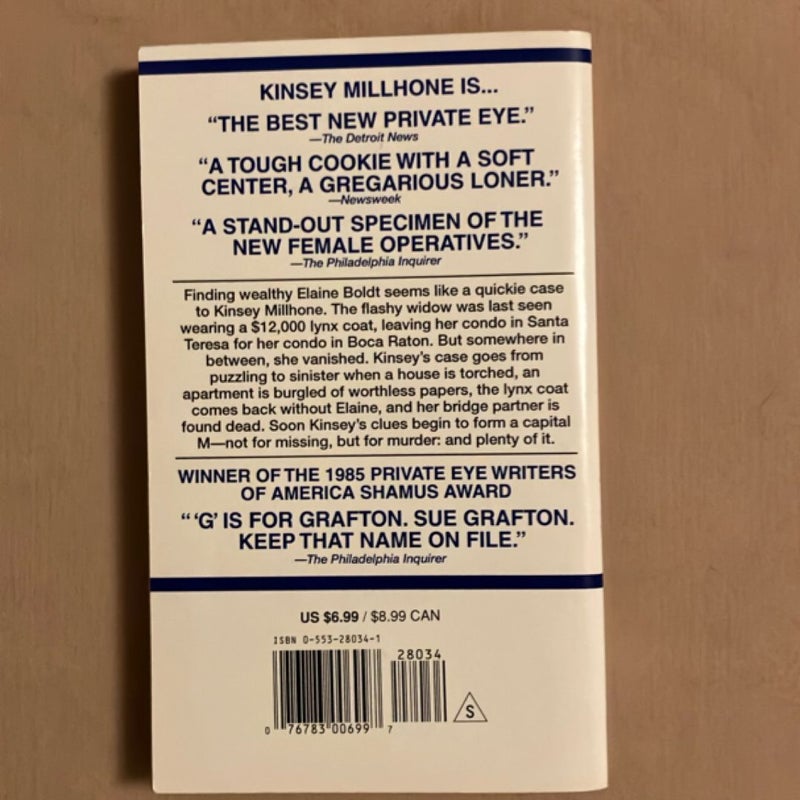 KINSEY MILLHONE IS...
“THE BEST NEW PRIVATE EYE.”
—The Detroit News
“A TOUGH COOKIE WITH A SOFT
CENTER, A GREGARIOUS LONER.”
—Newsweek
“A STAND-OUT SPECIMEN OF THE
NEW FEMALE OPERATIVES.”
—The Philadelphia Inquirer
Finding wealthy Elaine Boldt seems like a quickie case
to Kinsey Millhone. The flashy widow was last seen
wearing a $12,000 lynx coat, leaving her condo in Santa
Teresa for her condo in Boca Raton. But somewhere in
between, she vanished. Kinsey’s case goes from
puzzling to sinister when a house is torched, an
apartment is burgled of worthless papers, the lynx coat
comes back without Elaine, and her bridge partner is
found dead. Soon Kinsey’s clues begin to form a capital
M—not for missing, but for murder: and plenty of it.
WINNER OF THE 1985 PRIVATE EYE WRITERS
OF AMERICA SHAMUS AWARD
“ ‘G’ IS FOR GRAFTON. SUE GRAFTON.
KEEP THAT NAME ON FILE.”
—The Philadelphia Inquirer
US $6.99 / $8.99 CAN
ISBN 0-553-28034-1
28034
S
0 76783 00699 7